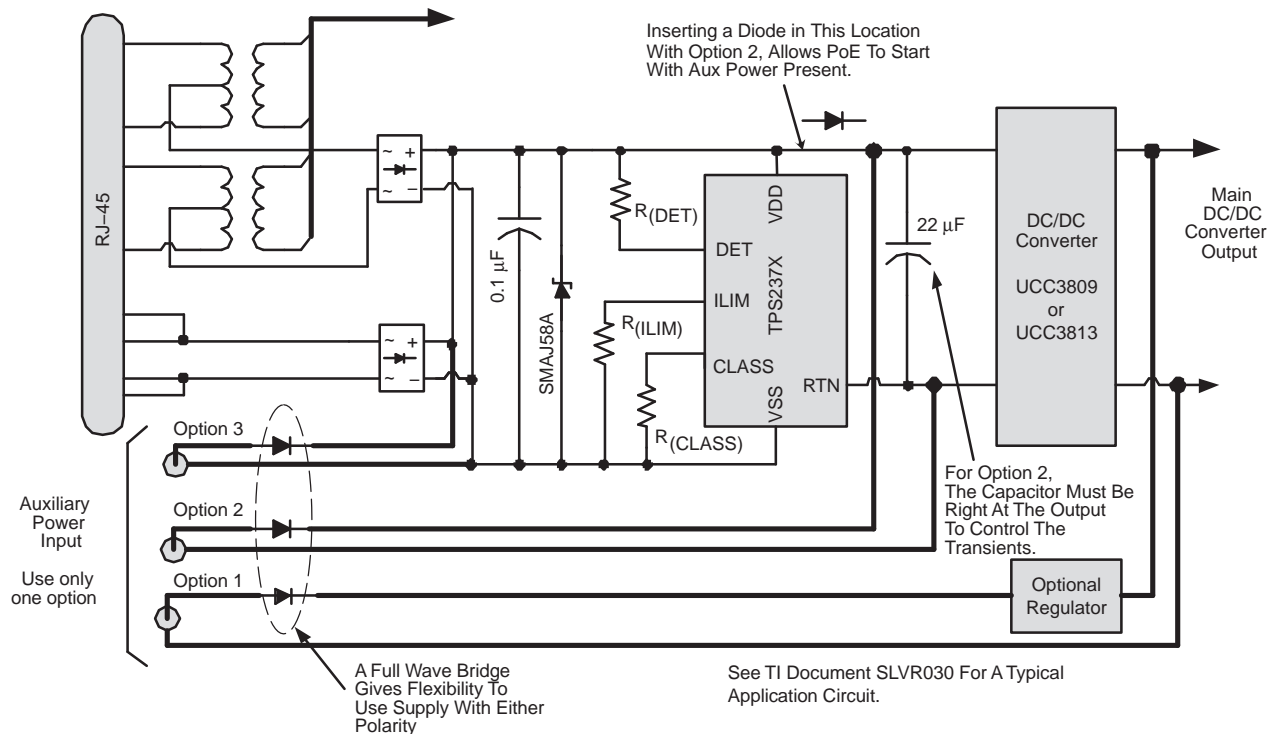 Inserting a Diode in This Location
With Option 2, Allows PoE To Start
With Aux Power Present.
RJ–45
~ +
~ −
0.1 µF
SMAJ58A
R(DET)
R(ILIM)
R(CLASS)
VDD
DET
ILIM
TPS237X
CLASS
RTN
VSS
22 µF
DC/DC
Converter
UCC3809
or
UCC3813
Main
DC/DC
Converter
Output
~ +
~ −
Option 3
Option 2
Option 1
Auxiliary
Power
Input
Use only
one option
For Option 2,
The Capacitor Must Be
Right At The Output
To Control The
Transients.
Optional
Regulator
A Full Wave Bridge
Gives Flexibility To
Use Supply With Either
Polarity
See TI Document SLVR030 For A Typical
Application Circuit.